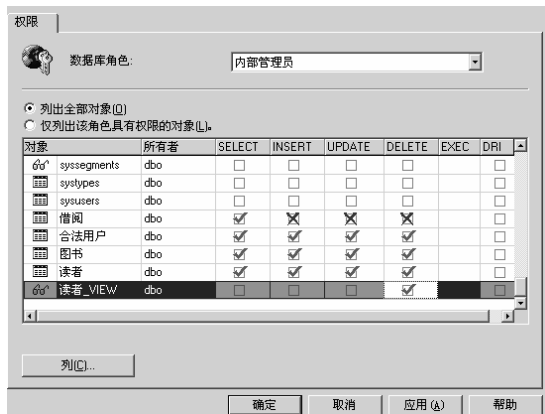 权限
数据库角色:
内部管理员
列出全部对象(O)
仅列出该角色具有权限的对象(L)。
对象 所有者 SELECT INSERT UPDATE DELETE EXEC DRI
syssegments dbo
systypes dbo
sysusers dbo
借阅 dbo
合法用户 dbo
图书 dbo
读者 dbo
读者_VIEW dbo
列(C)...
确定 取消 应用(A) 帮助